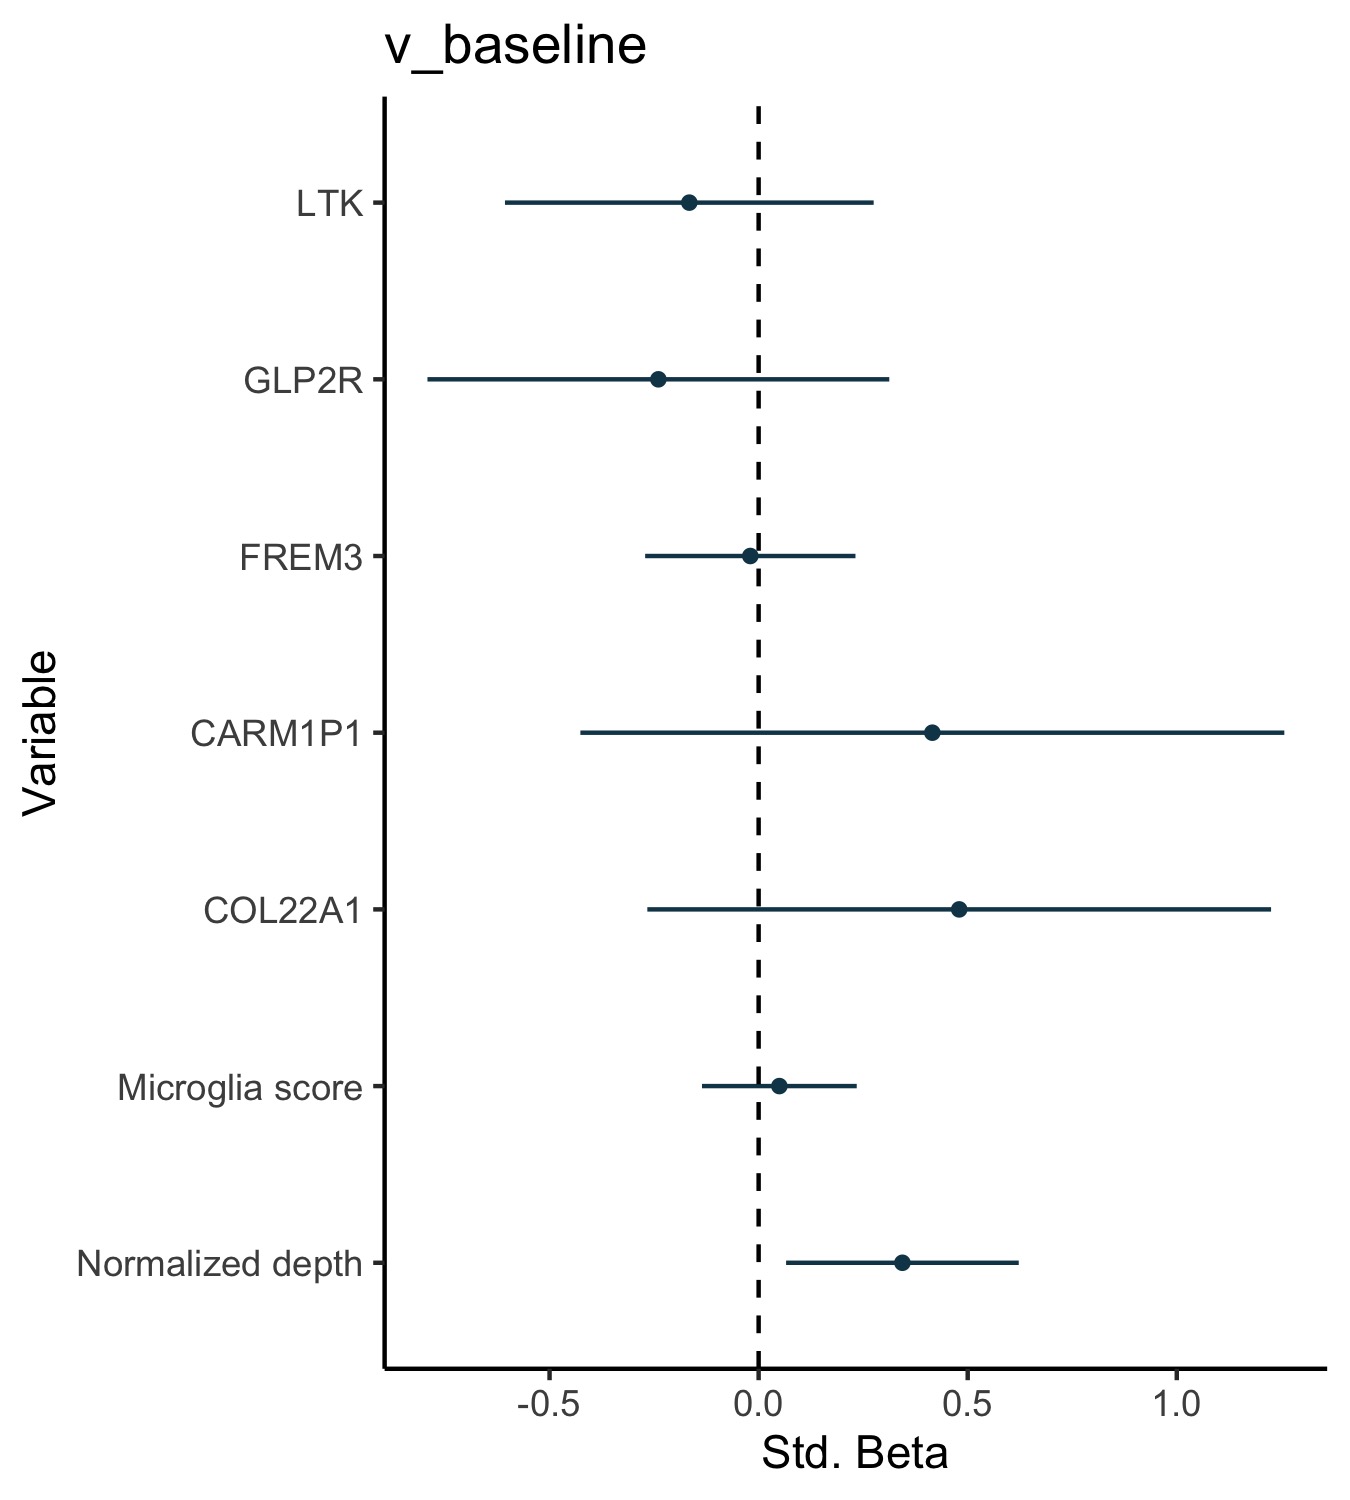 v_baseline
LTK
GLP2R
FREM3
CARM1P1
COL22A1
Microglia score
Normalized depth
Variable
-0.5 0.0 0.5 1.0
Std. Beta